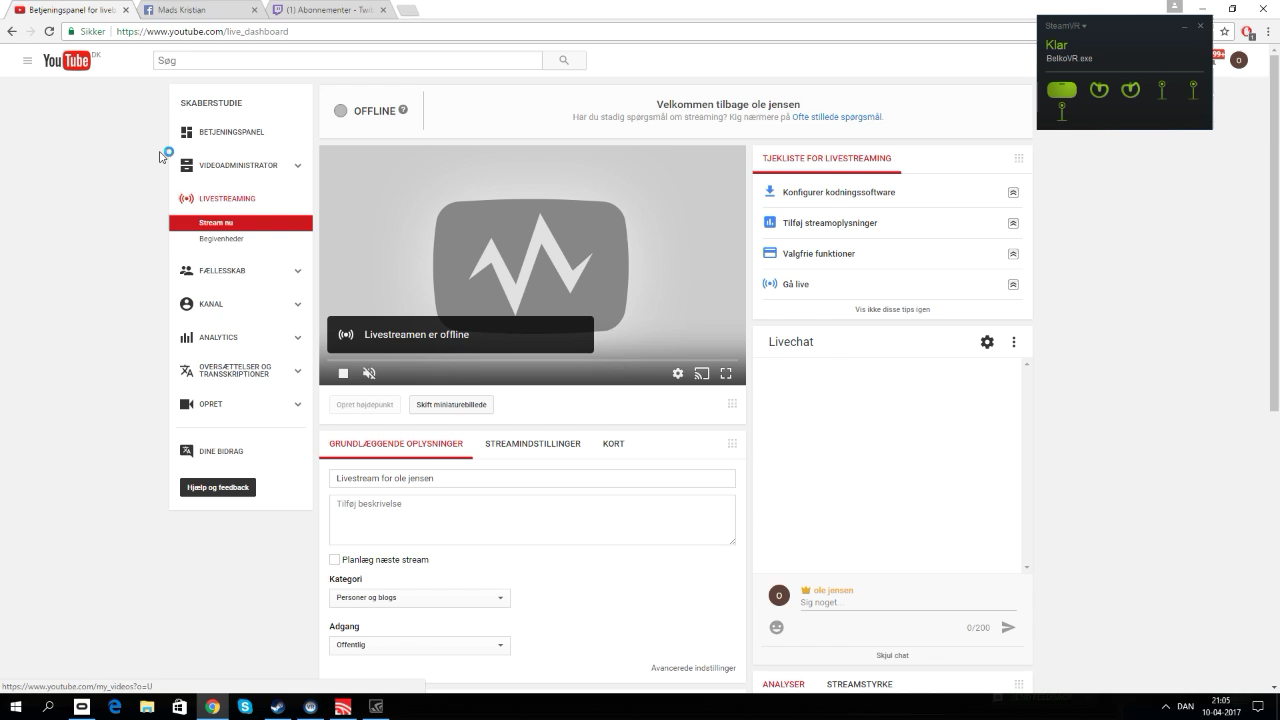 Betjeningspanel for livest
Mads Kristian
(1) Abonnementer - Twit
Sikker
https://www.youtube.com/live_dashboard
SteamVR
Klar
BelkoVR.exe
YouTube DK
Søg
99+
O
SKABERSTUDIE
BETJENINGSPANEL
VIDEOADMINISTRATOR
LIVESTREAMING
Stream nu
Begivenheder
FÆLLESSKAB
KANAL
ANALYTICS
OVERSÆTTELSER OG
TRANSSKRIPTIONER
OPRET
DINE BIDRAG
Hjælp og feedback
OFFLINE ?
Velkommen tilbage ole jensen
Har du stadig spørgsmål om streaming? Kig nærmere på Ofte stillede spørgsmål.
Livestreamen er offline
Opret højdepunkt
Skift miniaturebillede
GRUNDLÆGGENDE OPLYSNINGER
STREAMINDSTILLINGER
KORT
Livestream for ole jensen
Tilføj beskrivelse
Planlæg næste stream
Kategori
Personer og blogs
Adgang
Offentlig
Avancerede indstillinger
TJEKLISTE FOR LIVESTREAMING
Konfigurer kodningssoftware
Tilføj streamoplysninger
Valgfrie funktioner
Gå live
Vis ikke disse tips igen
Livechat
O
ole jensen
Sig noget...
0/200
Skjul chat
ANALYSER
STREAMSTYRKE
https://www.youtube.com/my_videos?o=U
DAN
21:05
10-04-2017